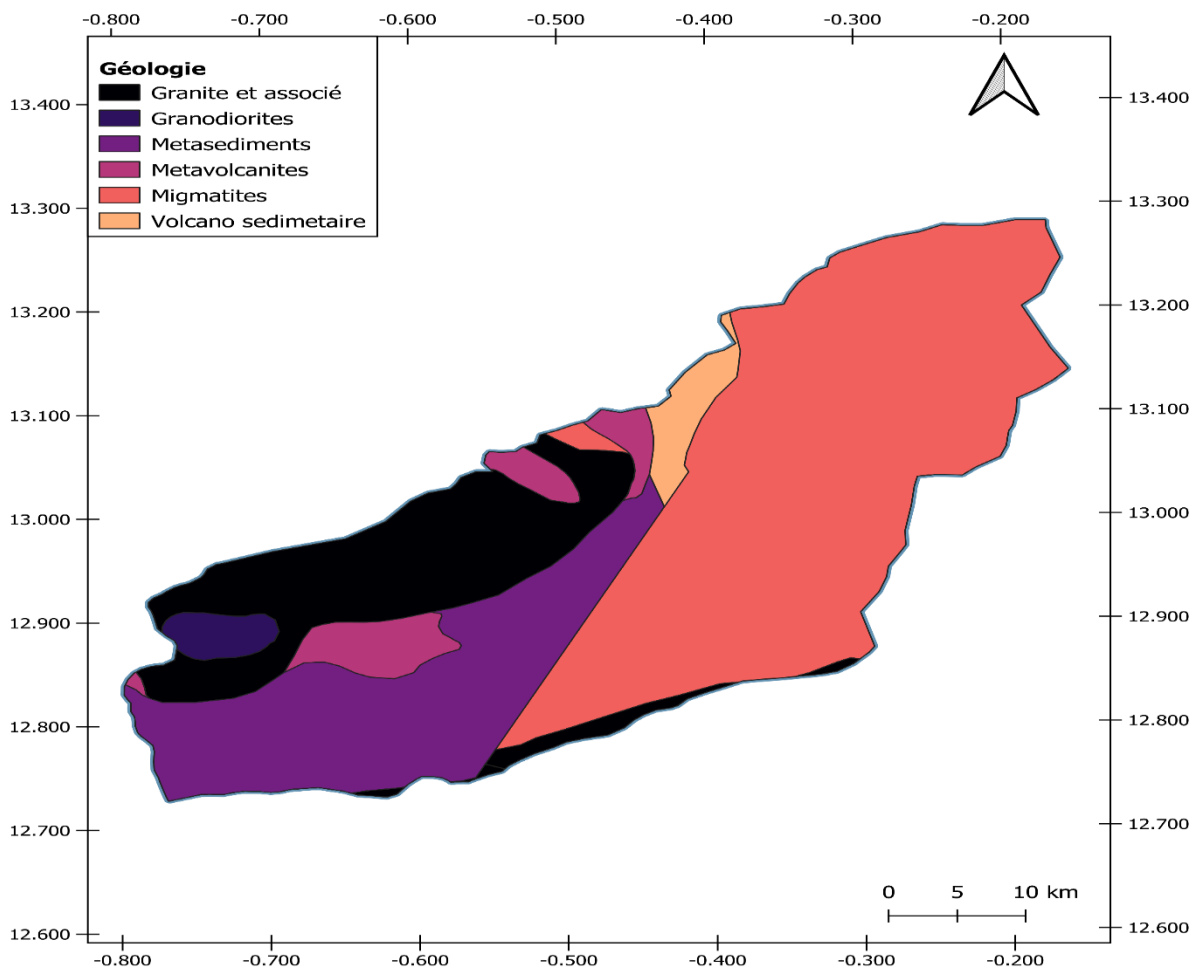 -0.800 -0.700 -0.600 -0.500 -0.400 -0.300 -0.200
Géologie
Granite et associé
Granodiorites
Metasediments
Metavolcanites
Migmatites
Volcano sedimetaire
13.400 13.400
13.300 13.300
13.200 13.200
13.100 13.100
13.000 13.000
12.900 12.900
12.800 12.800
12.700 12.700
12.600 12.600
0 5 10 km
-0.800 -0.700 -0.600 -0.500 -0.400 -0.300 -0.200